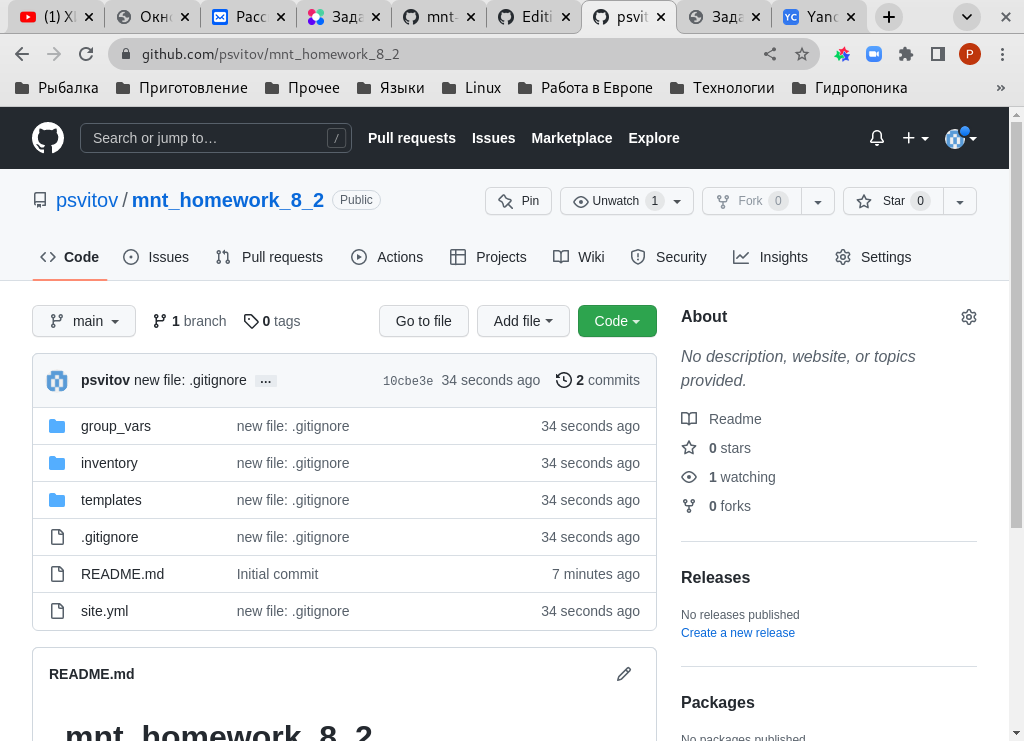 (1) X Окно Расс Зада mnt- Editi psvit Зада Yanc
github.com/psvitov/mnt_homework_8_2 P
Рыбалка Приготовление Прочее Языки Linux Работа в Европе Технологии Гидропоника »
Search or jump to… / Pull requests Issues Marketplace Explore
psvitov / mnt_homework_8_2 Public Pin Unwatch 1 Fork 0 Star 0
Code Issues Pull requests Actions Projects Wiki Security Insights Settings
main 1 branch 0 tags Go to file Add file Code
psvitov new file: .gitignore … 10cbe3e 34 seconds ago 2 commits
group_vars new file: .gitignore 34 seconds ago
inventory new file: .gitignore 34 seconds ago
templates new file: .gitignore 34 seconds ago
.gitignore new file: .gitignore 34 seconds ago
README.md Initial commit 7 minutes ago
site.yml new file: .gitignore 34 seconds ago
README.md
mnt_homework_8_2
About
No description, website, or topics
provided.
Readme
0 stars
1 watching
0 forks
Releases
No releases published
Create a new release
Packages
No packages published